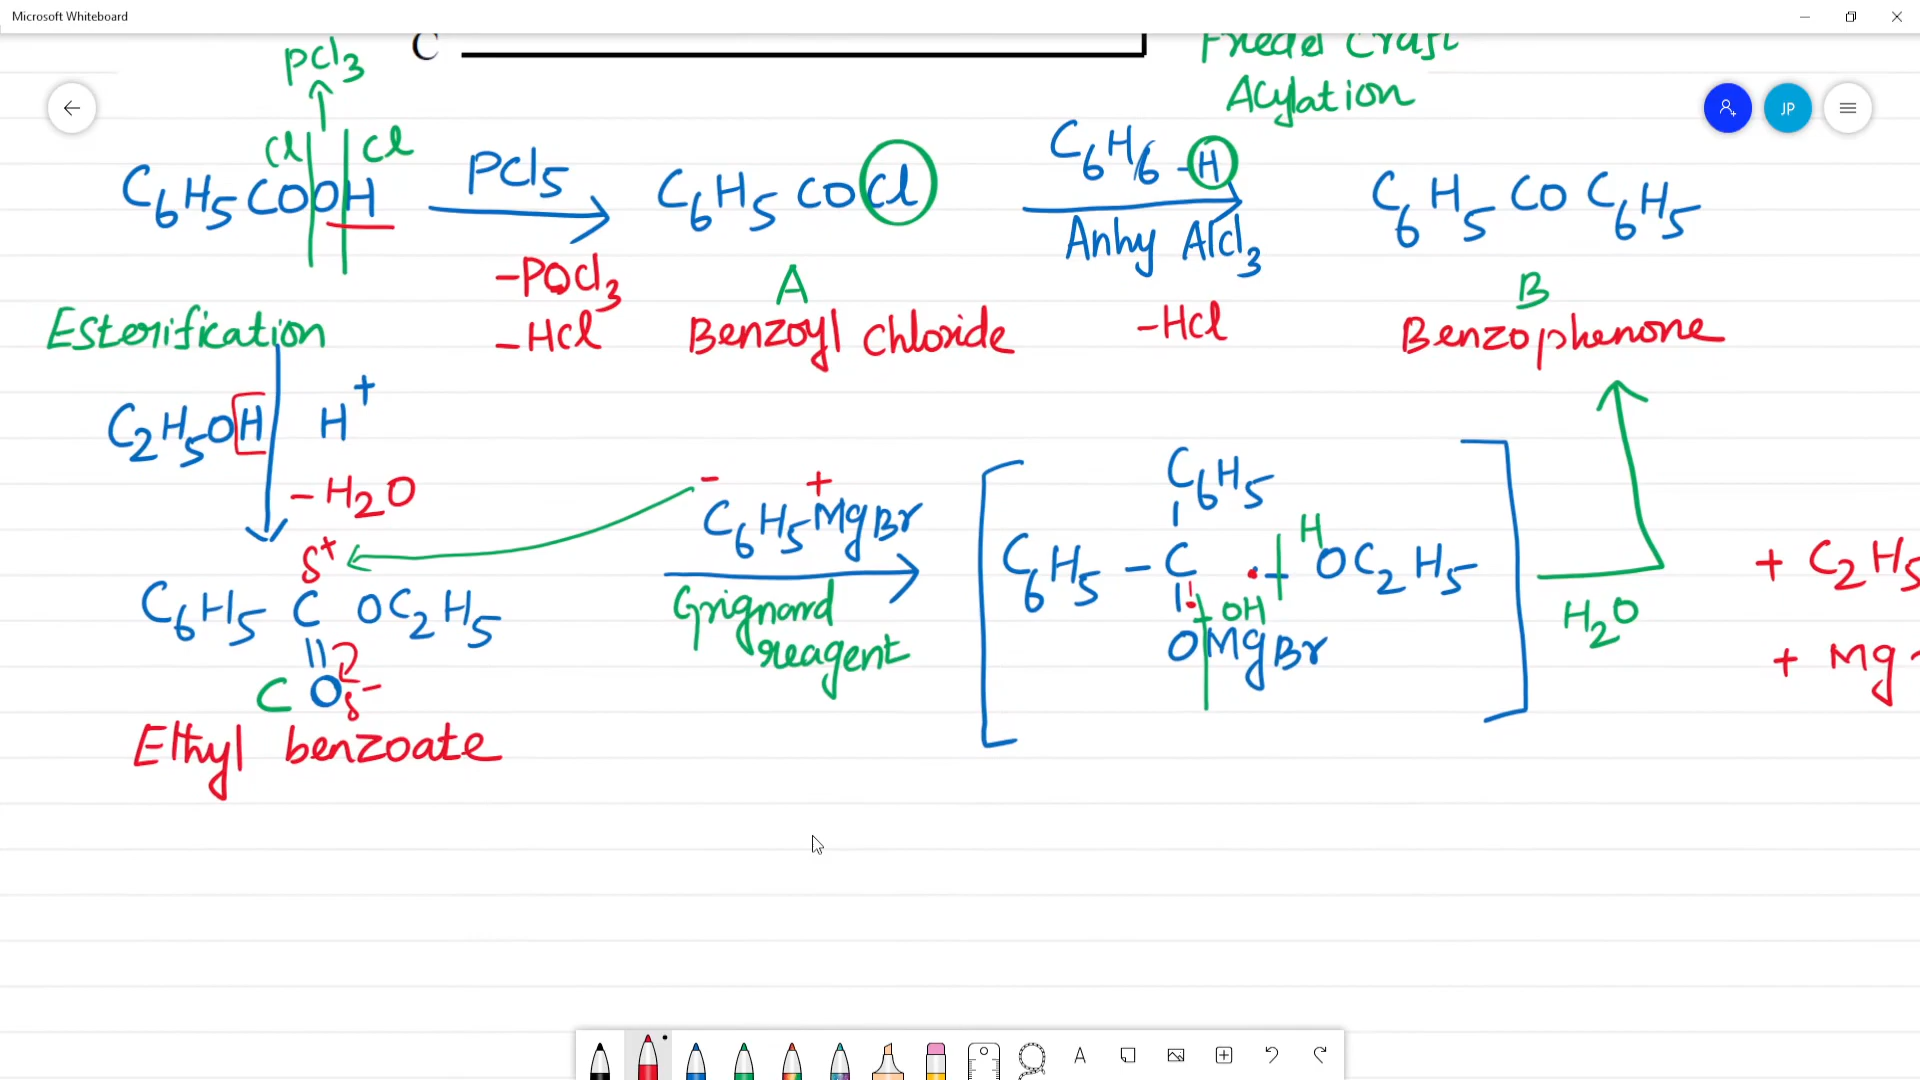 Microsoft Whiteboard
PCl3
C
Friedel Craft
Acylation
JP
Cl Cl
C6H5COOH PCl5 C6H5COCl C6H6-H C6H5COC6H5
Anhy AlCl3
-POCl3
-HCl
A
Benzoyl chloride
-HCl
B
Benzophenone
Esterification
C2H5OH H+
-H2O
δ+
C6H5 C OC2H5
O δ-
C
Ethyl benzoate
- +
C6H5MgBr
Grignard
reagent
C6H5
C6H5 - C OC2H5
H
OH
OMgBr
H2O
+ C2H5
+ Mg
A